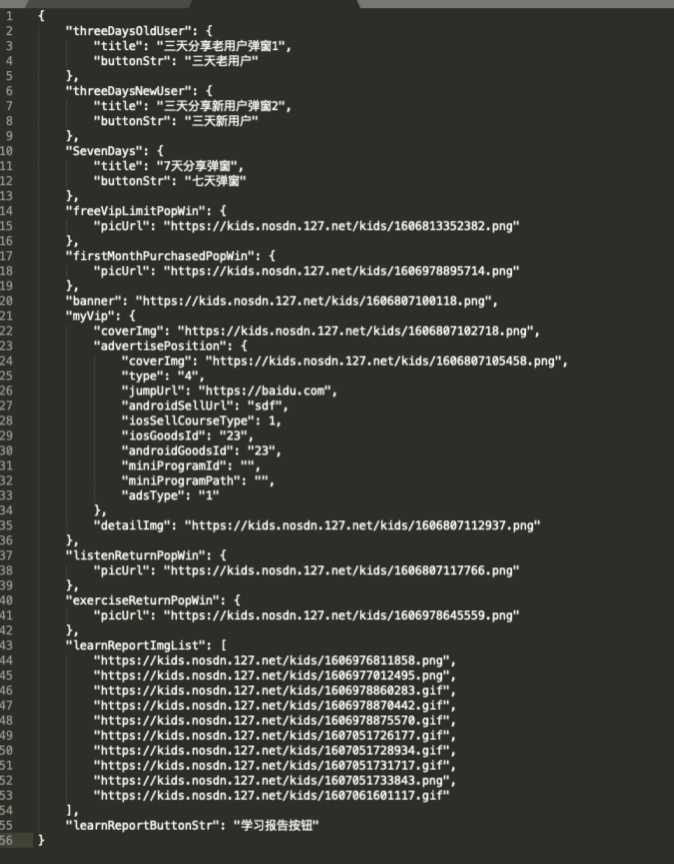 1 {
2     "threeDaysOldUser": {
3         "title": "三天分享老用户弹窗1",
4         "buttonStr": "三天老用户"
5     },
6     "threeDaysNewUser": {
7         "title": "三天分享新用户弹窗2",
8         "buttonStr": "三天新用户"
9     },
10     "SevenDays": {
11         "title": "7天分享弹窗",
12         "buttonStr": "七天弹窗"
13     },
14     "freeVipLimitPopWin": {
15         "picUrl": "https://kids.nosdn.127.net/kids/1606813352382.png"
16     },
17     "firstMonthPurchasedPopWin": {
18         "picUrl": "https://kids.nosdn.127.net/kids/1606978895714.png"
19     },
20     "banner": "https://kids.nosdn.127.net/kids/1606807100118.png",
21     "myVip": {
22         "coverImg": "https://kids.nosdn.127.net/kids/1606807102718.png",
23         "advertisePosition": {
24             "coverImg": "https://kids.nosdn.127.net/kids/1606807105458.png",
25             "type": "4",
26             "jumpUrl": "https://baidu.com",
27             "androidSellUrl": "sdf",
28             "iosSellCourseType": 1,
29             "iosGoodsId": "23",
30             "androidGoodsId": "23",
31             "miniProgramId": "",
32             "miniProgramPath": "",
33             "adsType": "1"
34         },
35         "detailImg": "https://kids.nosdn.127.net/kids/1606807112937.png"
36     },
37     "listenReturnPopWin": {
38         "picUrl": "https://kids.nosdn.127.net/kids/1606807117766.png"
39     },
40     "exerciseReturnPopWin": {
41         "picUrl": "https://kids.nosdn.127.net/kids/1606978645559.png"
42     },
43     "learnReportImgList": [
44         "https://kids.nosdn.127.net/kids/1606976811858.png",
45         "https://kids.nosdn.127.net/kids/1606977012495.png",
46         "https://kids.nosdn.127.net/kids/1606978860283.gif",
47         "https://kids.nosdn.127.net/kids/1606978870442.gif",
48         "https://kids.nosdn.127.net/kids/1606978875570.gif",
49         "https://kids.nosdn.127.net/kids/1607051726177.gif",
50         "https://kids.nosdn.127.net/kids/1607051728934.gif",
51         "https://kids.nosdn.127.net/kids/1607051731717.gif",
52         "https://kids.nosdn.127.net/kids/1607051733843.png",
53         "https://kids.nosdn.127.net/kids/1607061601117.gif"
54     ],
55     "learnReportButtonStr": "学习报告按钮"
56 }